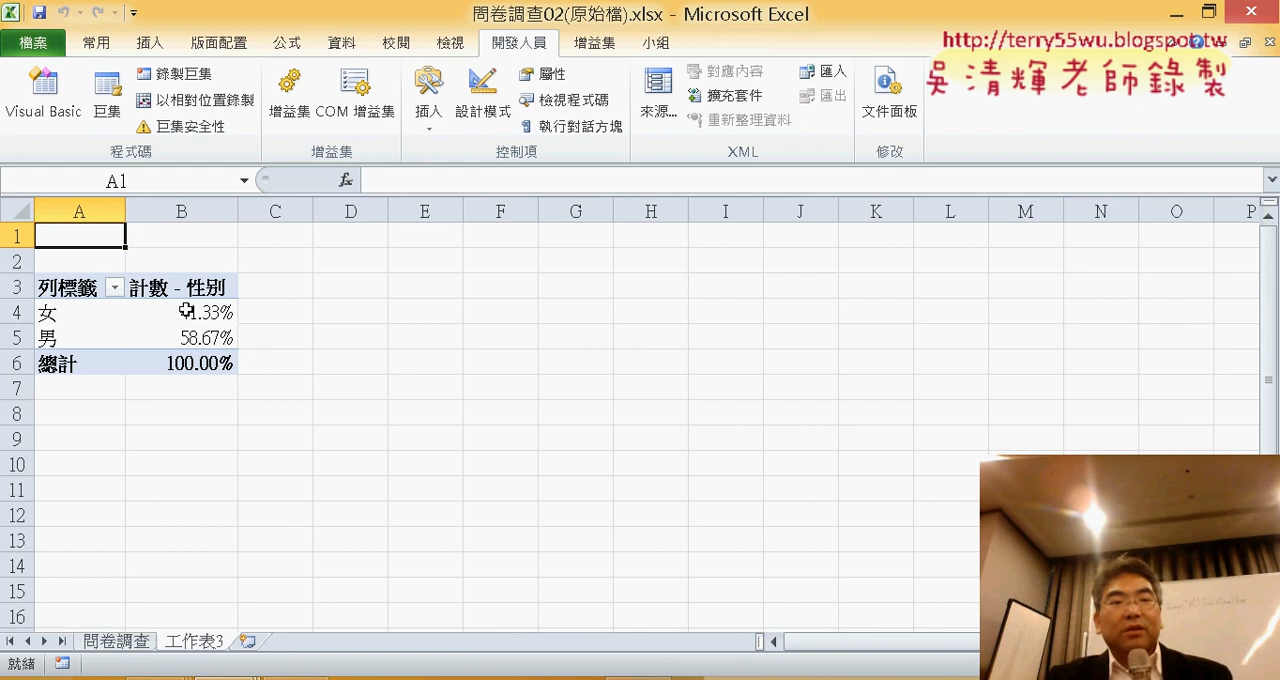 問卷調查02(原始檔).xlsx - Microsoft Excel
檔案 常用 插入 版面配置 公式 資料 校閱 檢視 開發人員 增益集 小組
http://terry55wu.blogspot.tw
吳清輝老師錄製
Visual Basic 巨集 錄製巨集 以相對位置錄製 巨集安全性
增益集 COM 增益集
插入 設計模式 屬性 檢視程式碼 執行對話方塊
來源... 對應內容 擴充套件 重新整理資料 匯入 匯出
文件面板
程式碼 增益集 控制項 XML 修改
A1 fx
A B C D E F G H I J K L M N O P
1
2
3 列標籤 計數 - 性別
4 女 1.33%
5 男 58.67%
6 總計 100.00%
7
8
9
10
11
12
13
14
15
16
問卷調查 工作表3
就緒